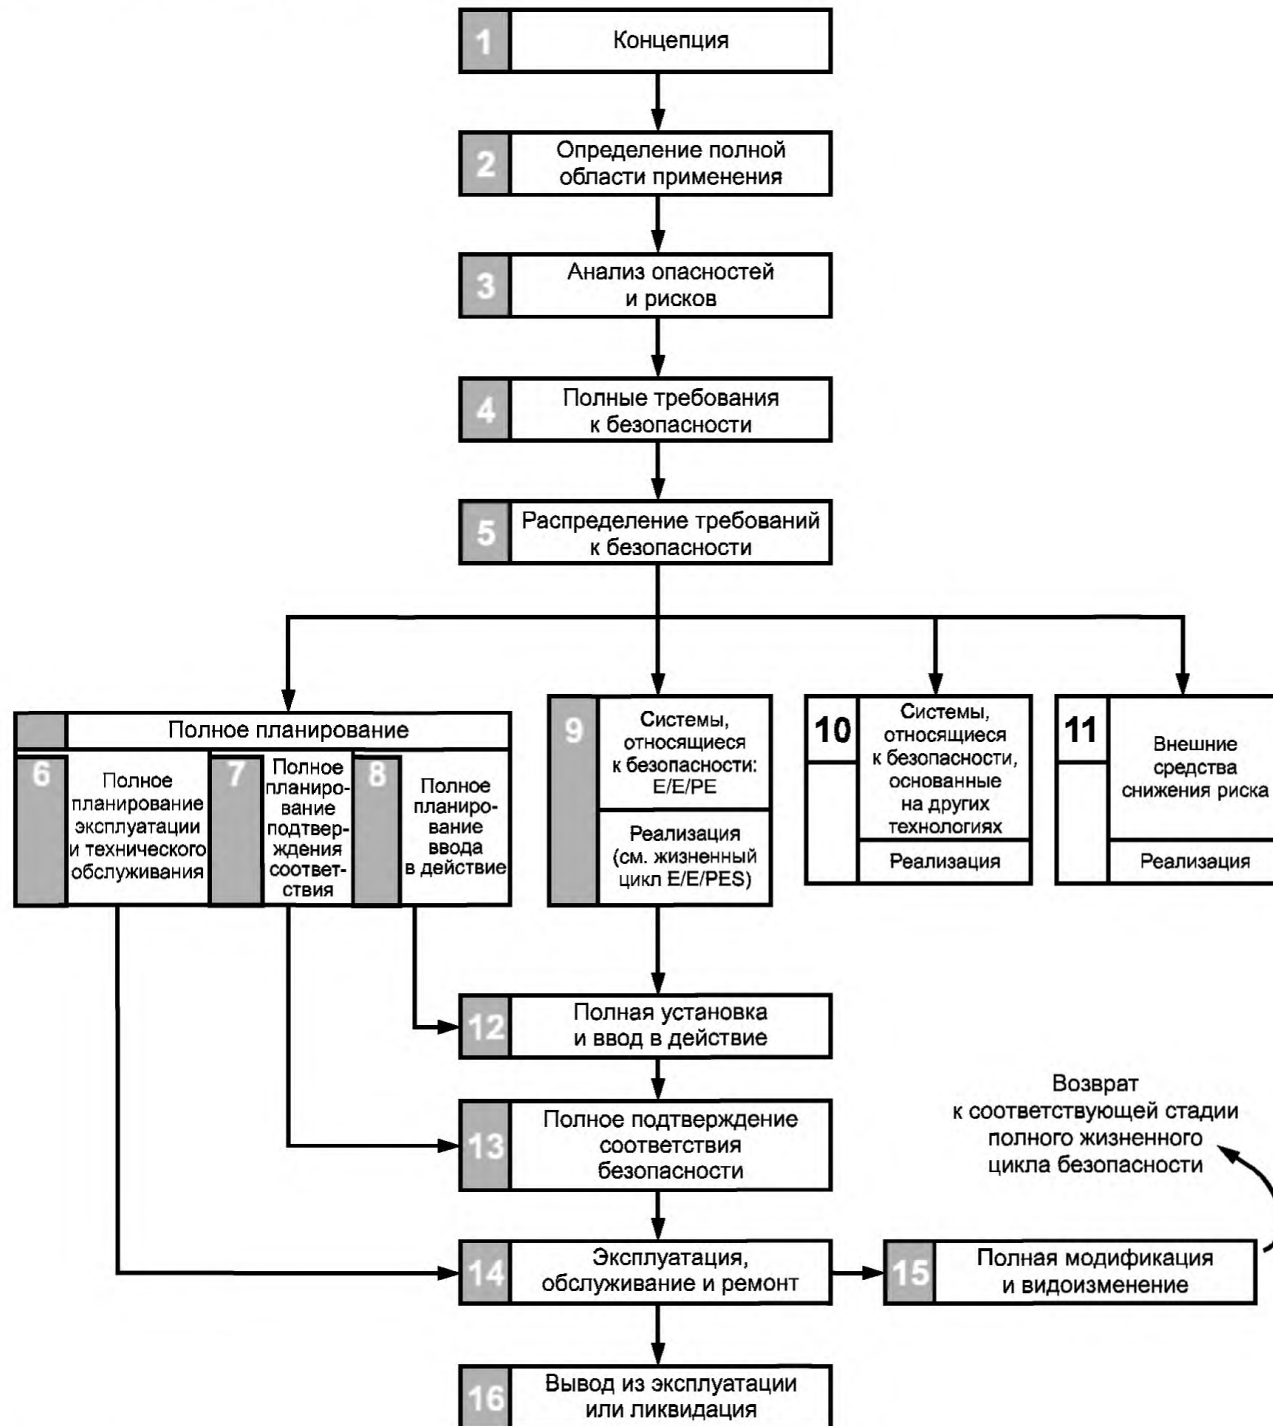 1
Концепция
2
Определение полной
области применения
3
Анализ опасностей
и рисков
4
Полные требования
к безопасности
5
Распределение требований
к безопасности
Полное планирование
6
Полное
планирование
эксплуатации
и технического
обслуживания
7
Полное
планиро-
вание
подтвер-
ждения
соответ-
ствия
8
Полное
планиро-
вание
ввода
в действие
9
Системы,
относящиеся
к безопасности:
E/E/PE
Реализация
(см. жизненный
цикл E/E/PES)
10
Системы,
относящиеся
к безопасности,
основанные
на других
технологиях
Реализация
11
Внешние
средства
снижения риска
Реализация
12
Полная установка
и ввод в действие
13
Полное подтверждение
соответствия
безопасности
Возврат
к соответствующей стадии
полного жизненного
цикла безопасности
14
Эксплуатация,
обслуживание и ремонт
15
Полная модификация
и видоизменение
16
Вывод из эксплуатации
или ликвидация